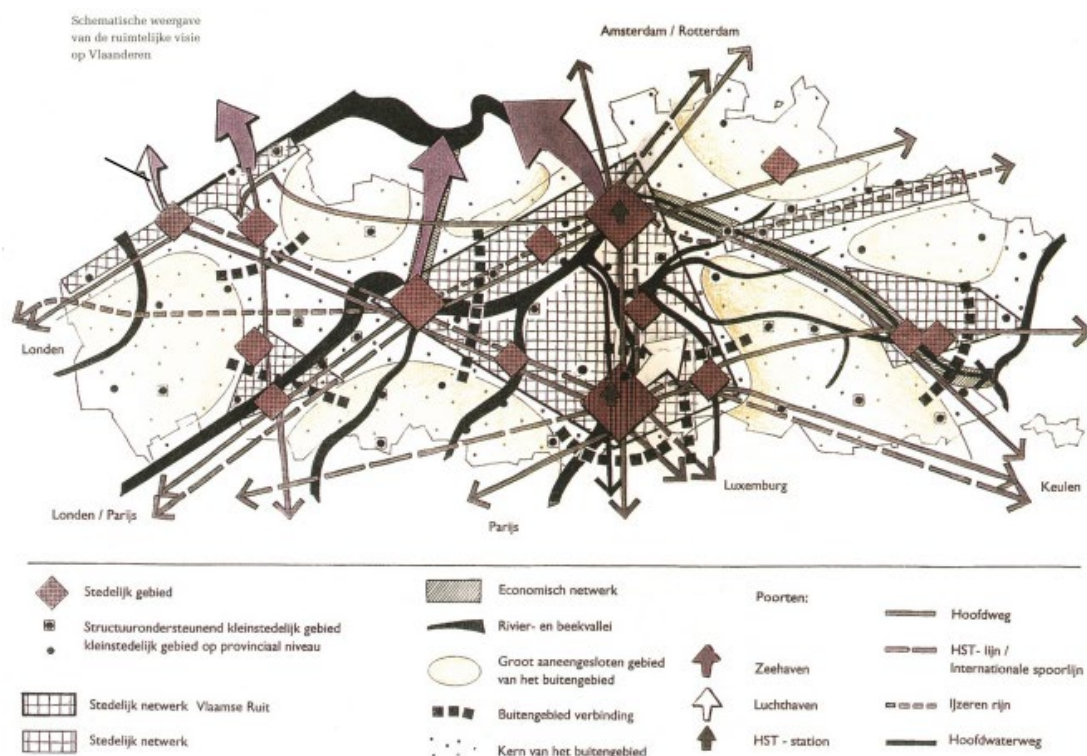 Schematische weergave
van de ruimtelijke visie
op Vlaanderen
Amsterdam / Rotterdam
Londen
Londen / Parijs
Parijs
Luxemburg
Keulen
Stedelijk gebied
Structuurondersteunend kleinstedelijk gebied
kleinstedelijk gebied op provinciaal niveau
Stedelijk netwerk Vlaamse Ruit
Stedelijk netwerk
Economisch netwerk
Rivier- en beekvallei
Groot aaneengesloten gebied
van het buitengebied
Buitengebied verbinding
Kern van het buitengebied
Poorten:
Zeehaven
Luchthaven
HST - station
Hoofdweg
HST- lijn /
Internationale spoorlijn
Ijzeren rijn
Hoofdwaterweg